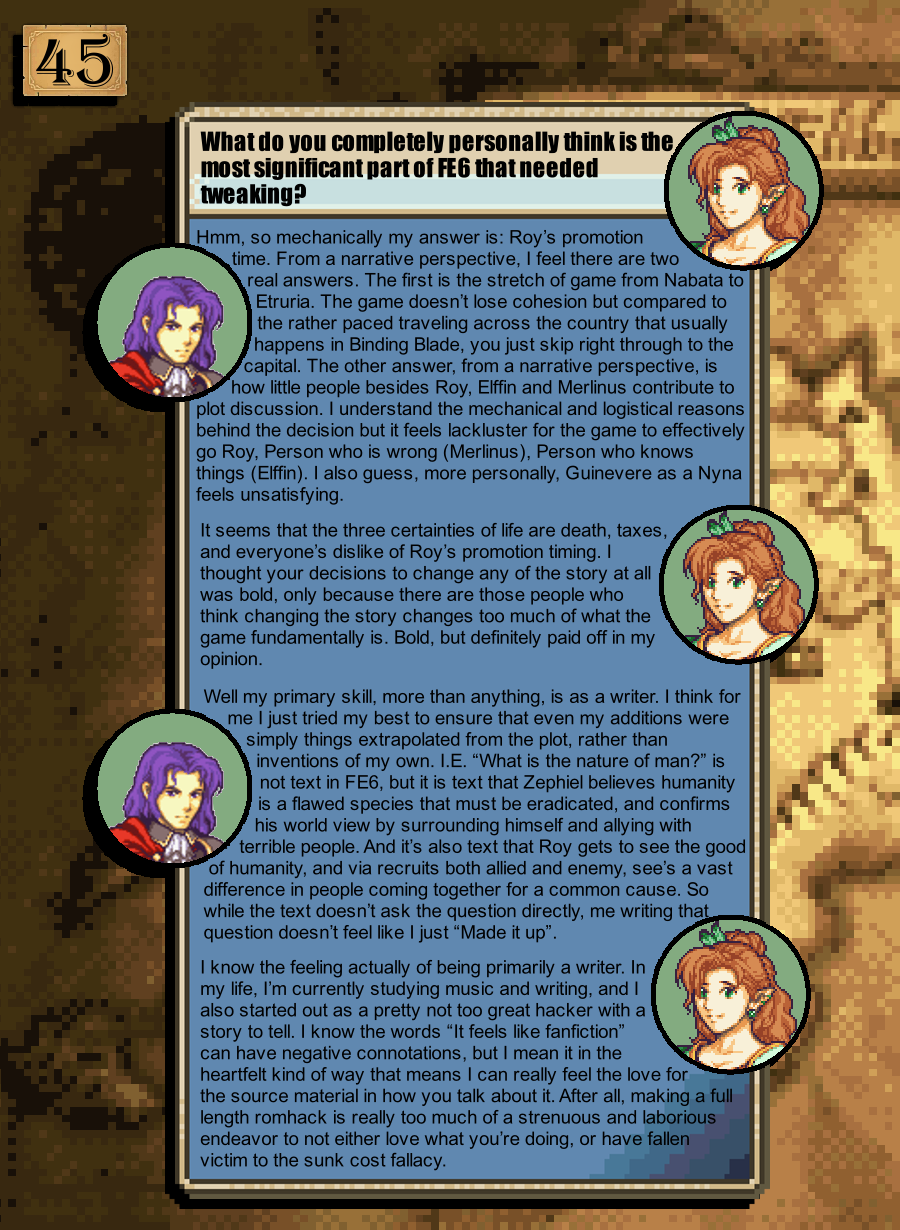 45
What do you completely personally think is the
most significant part of FE6 that needed
tweaking?
Hmm, so mechanically my answer is: Roy's promotion
time. From a narrative perspective, I feel there are two
real answers. The first is the stretch of game from Nabata to
Etruria. The game doesn't lose cohesion but compared to
the rather paced traveling across the country that usually
happens in Binding Blade, you just skip right through to the
capital. The other answer, from a narrative perspective, is
how little people besides Roy, Elffin and Merlinus contribute to
plot discussion. I understand the mechanical and logistical reasons
behind the decision but it feels lackluster for the game to effectively
go Roy, Person who is wrong (Merlinus), Person who knows
things (Elffin). I also guess, more personally, Guinevere as a Nyna
feels unsatisfying.
It seems that the three certainties of life are death, taxes,
and everyone's dislike of Roy's promotion timing. I
thought your decisions to change any of the story at all
was bold, only because there are those people who
think changing the story changes too much of what the
game fundamentally is. Bold, but definitely paid off in my
opinion.
Well my primary skill, more than anything, is as a writer. I think for
me I just tried my best to ensure that even my additions were
simply things extrapolated from the plot, rather than
inventions of my own. I.E. "What is the nature of man?" is
not text in FE6, but it is text that Zephiel believes humanity
is a flawed species that must be eradicated, and confirms
his world view by surrounding himself and allying with
terrible people. And it's also text that Roy gets to see the good
of humanity, and via recruits both allied and enemy, see's a vast
difference in people coming together for a common cause. So
while the text doesn't ask the question directly, me writing that
question doesn't feel like I just "Made it up".
I know the feeling actually of being primarily a writer. In
my life, I'm currently studying music and writing, and I
also started out as a pretty not too great hacker with a
story to tell. I know the words "It feels like fanfiction"
can have negative connotations, but I mean it in the
heartfelt kind of way that means I can really feel the love for
the source material in how you talk about it. After all, making a full
length romhack is really too much of a strenuous and laborious
endeavor to not either love what you're doing, or have fallen
victim to the sunk cost fallacy.